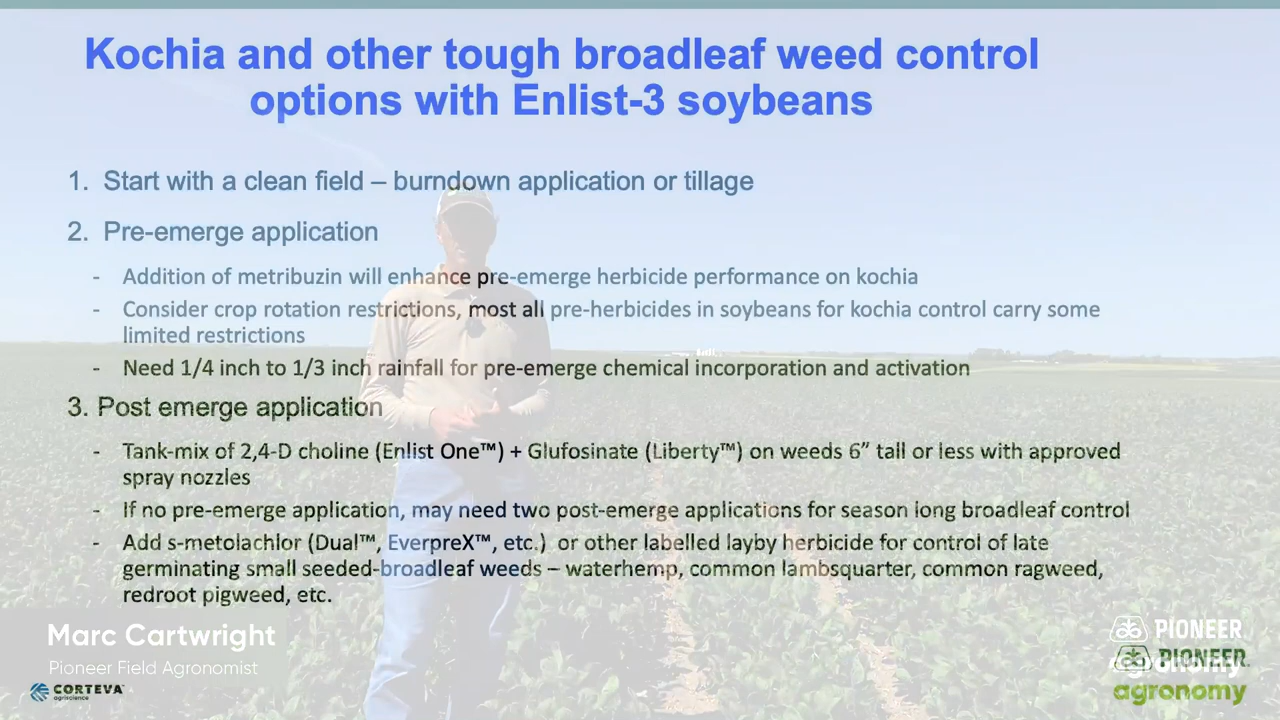 Kochia and other tough broadleaf weed control
options with Enlist-3 soybeans
1. Start with a clean field – burndown application or tillage
2. Pre-emerge application
- Addition of metribuzin will enhance pre-emerge herbicide performance on kochia
- Consider crop rotation restrictions, most all pre-herbicides in soybeans for kochia control carry some
limited restrictions
- Need 1/4 inch to 1/3 inch rainfall for pre-emerge chemical incorporation and activation
3. Post emerge application
- Tank-mix of 2,4-D choline (Enlist One™) + Glufosinate (Liberty™) on weeds 6” tall or less with approved
spray nozzles
- If no pre-emerge application, may need two post-emerge applications for season long broadleaf control
- Add s-metolachlor (Dual™, EverpreX™, etc.) or other labelled layby herbicide for control of late
germinating small seeded-broadleaf weeds – waterhemp, common lambsquarter, common ragweed,
redroot pigweed, etc.
Marc Cartwright
Pioneer Field Agronomist
CORTEVA™
agriscience
PIONEER.
agronomy
PIONEER.
agronomy